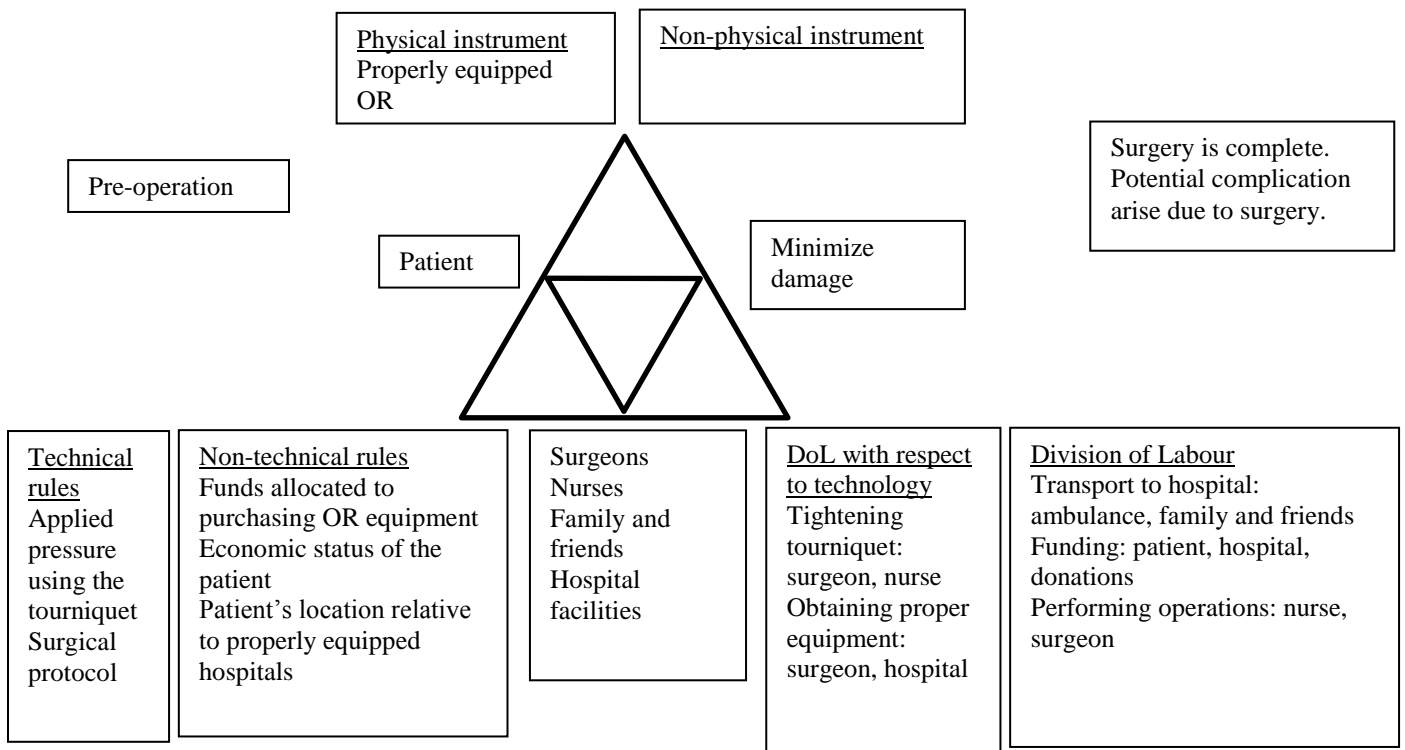 Physical instrument
Properly equipped
OR
Non-physical instrument
Pre-operation
Surgery is complete.
Potential complication
arise due to surgery.
Patient
Minimize
damage
Technical
rules
Applied
pressure
using the
tourniquet
Surgical
protocol
Non-technical rules
Funds allocated to
purchasing OR equipment
Economic status of the
patient
Patient’s location relative
to properly equipped
hospitals
Surgeons
Nurses
Family and
friends
Hospital
facilities
DoL with respect
to technology
Tightening
tourniquet:
surgeon, nurse
Obtaining proper
equipment:
surgeon, hospital
Division of Labour
Transport to hospital:
ambulance, family and friends
Funding: patient, hospital,
donations
Performing operations: nurse,
surgeon